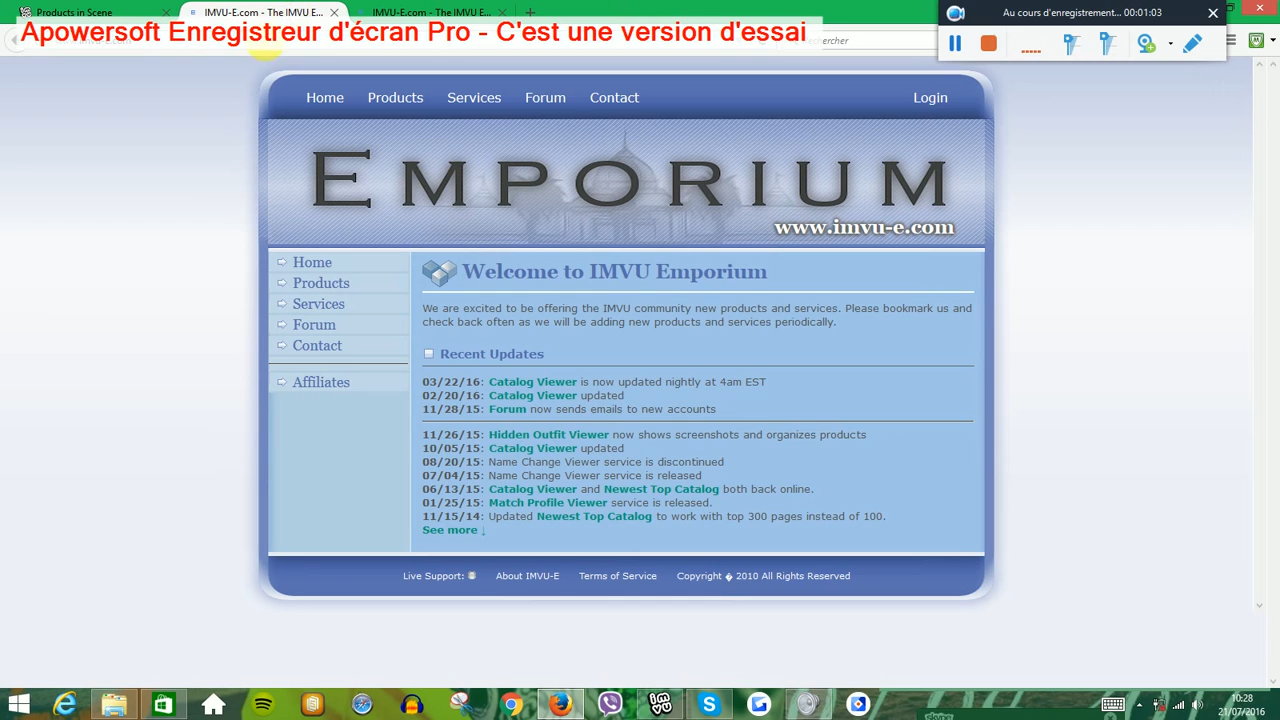 Products in Scene
IMVU-E.com - The IMVU E...
IMVU-E.com - The IMVU E...
Au cours d'enregistrement... 00:01:03
Apowersoft Enregistreur d'écran Pro - C'est une version d'essai
Home Products Services Forum Contact Login
EMPORIUM
www.imvu-e.com
Home
Products
Services
Forum
Contact
Affiliates
Welcome to IMVU Emporium
We are excited to be offering the IMVU community new products and services. Please bookmark us and
check back often as we will be adding new products and services periodically.
Recent Updates
03/22/16: Catalog Viewer is now updated nightly at 4am EST
02/20/16: Catalog Viewer updated
11/28/15: Forum now sends emails to new accounts
11/26/15: Hidden Outfit Viewer now shows screenshots and organizes products
10/05/15: Catalog Viewer updated
08/20/15: Name Change Viewer service is discontinued
07/04/15: Name Change Viewer service is released
06/13/15: Catalog Viewer and Newest Top Catalog both back online.
01/25/15: Match Profile Viewer service is released.
11/15/14: Updated Newest Top Catalog to work with top 300 pages instead of 100.
See more ↓
Live Support: About IMVU-E Terms of Service Copyright � 2010 All Rights Reserved
10:28
21/07/2016